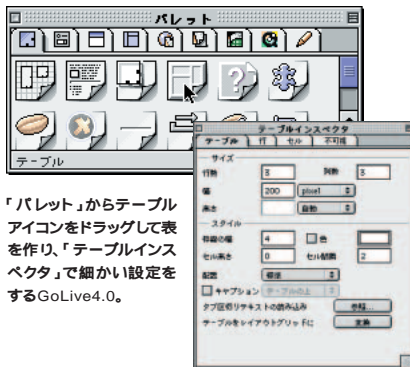 パレット
テーブル
テーブルインスペクタ
テーブル 行 セル 不可視
サイズ
行数 3 列数 3
幅 200 pixel
高さ 自動
スタイル
枠線の幅 4 色
セル高さ 0 セル間隔 2
配置 標準
キャプション テーブルの上
タブ区切りテキストの読み込み 参照...
テーブルをレイアウトグリッドに 変換
「パレット」からテーブル
アイコンをドラッグして表
を作り、「テーブルインス
ペクタ」で細かい設定を
するGoLive4.0。